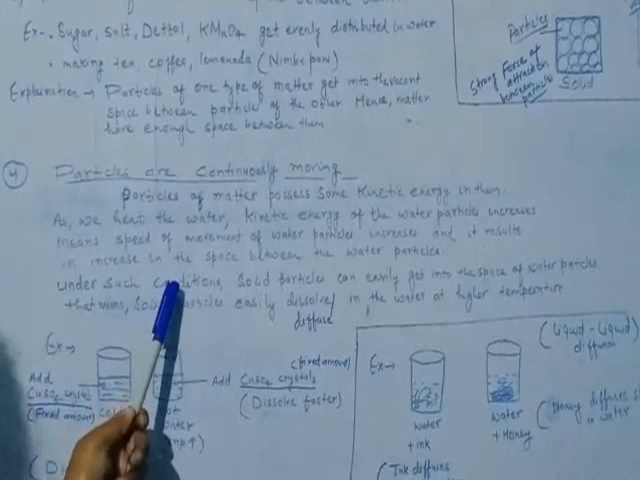 Ex- . Sugar, salt, Dettol, KMnO4 get evenly distributed in water
making tea, coffee, lemonade (Nimbu pani)
Explaination → Particles of one type of matter get into the vacant
space between particle of the other Hence, matter
have enough space between them
Particles
Strong Force of
attraction
between
particle
Solid
4 Particles are continuously moving
Particles of matter possess some kinetic energy in them.
As, we heat the water, kinetic energy of the water particles increases
means speed of movement of water particles increases and it results
in increase in the space between the water particles.
Under such conditions, Solid particles can easily get into the space of water particles
that means, Solid particles easily dissolve in the water at higher temperature
diffuse
Ex →
Add
CuSO4 crystal
(Fixed amount)
(fixed amount)
Add CuSO4 crystals
(Dissolve faster)
water
Ex →
water
+ ink
(Ink diffuses
water
+ Honey
(Liquid - Liquid)
diffusion
(Honey diffuses
water